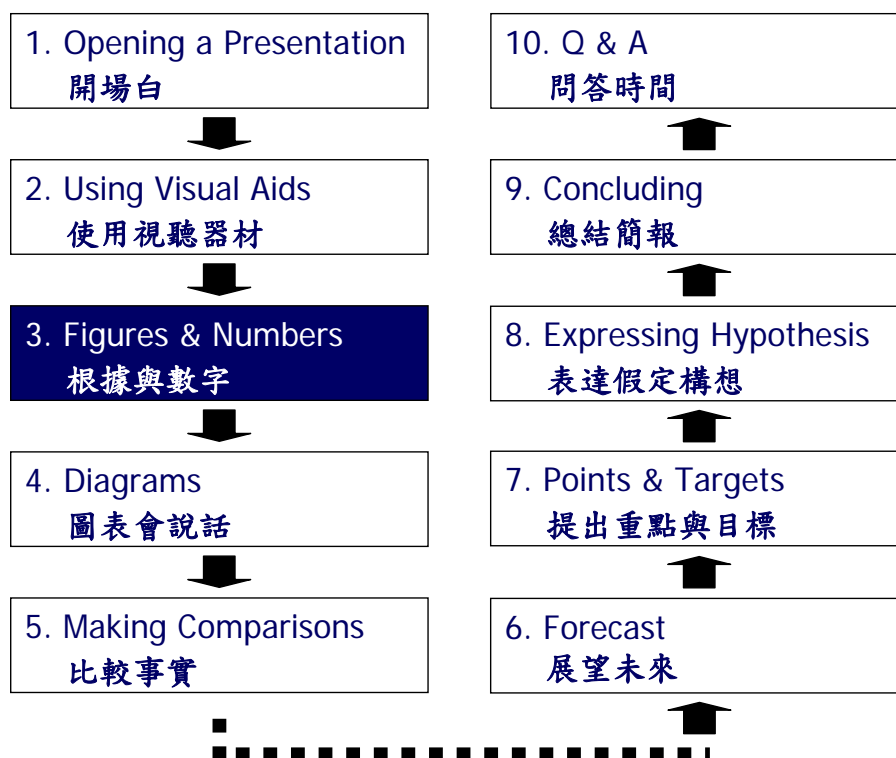 1. Opening a Presentation
開場白
2. Using Visual Aids
使用視聽器材
3. Figures & Numbers
根據與數字
4. Diagrams
圖表會說話
5. Making Comparisons
比較事實
6. Forecast
展望未來
7. Points & Targets
提出重點與目標
8. Expressing Hypothesis
表達假定構想
9. Concluding
總結簡報
10. Q & A
問答時間